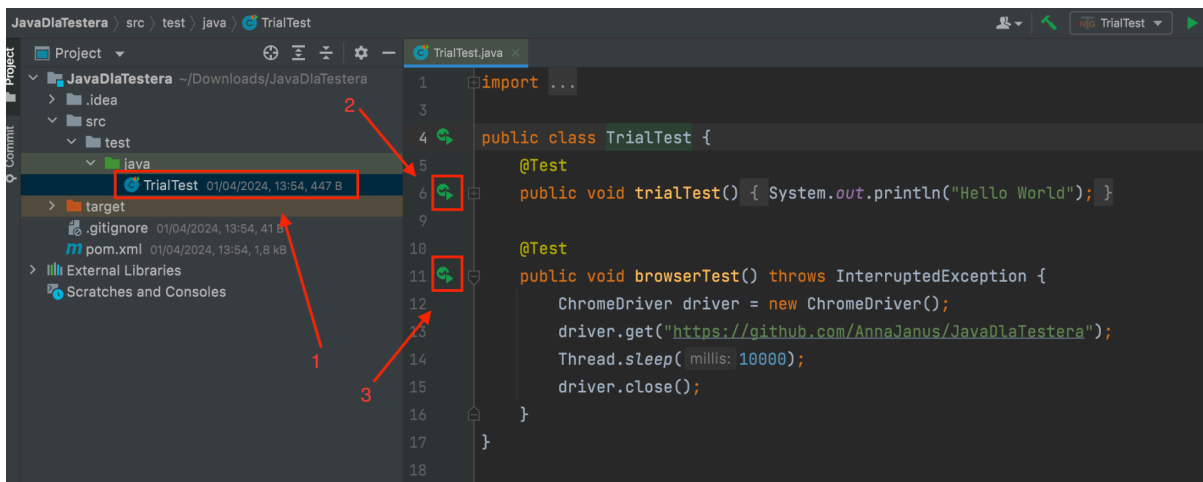 JavaDlaTestera 〉 src 〉 test 〉 java 〉 TrialTest
TrialTest
Project
Commit
Project
JavaDlaTestera ~/Downloads/JavaDlaTestera
.idea
src
test
java
TrialTest 01/04/2024, 13:54, 447 B
target
.gitignore 01/04/2024, 13:54, 41 B
pom.xml 01/04/2024, 13:54, 1,8 kB
External Libraries
Scratches and Consoles
1
2
3
TrialTest.java
1 import ...
3
4 public class TrialTest {
5 @Test
6 public void trialTest() { System.out.println("Hello World"); }
9
10 @Test
11 public void browserTest() throws InterruptedException {
12 ChromeDriver driver = new ChromeDriver();
13 driver.get("https://github.com/AnnaJanus/JavaDlaTestera");
14 Thread.sleep( millis: 10000);
15 driver.close();
16 }
17 }
18